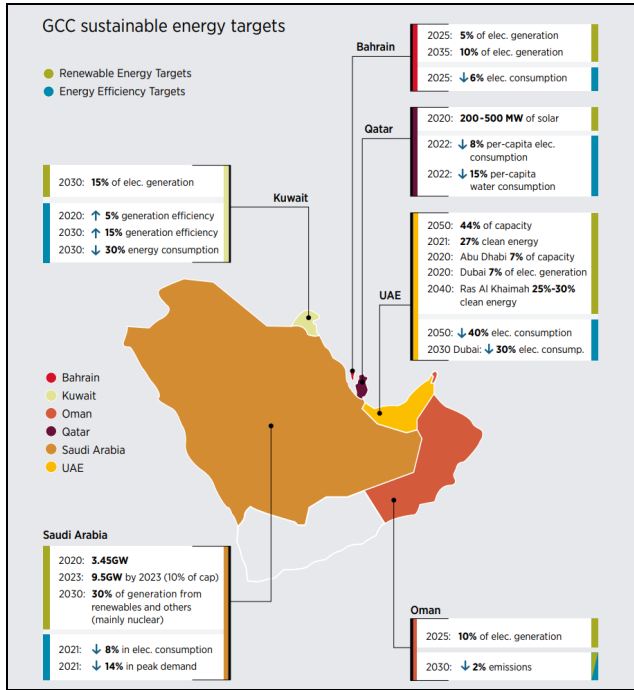 GCC sustainable energy targets
Renewable Energy Targets
Energy Efficiency Targets
Bahrain
2025: 5% of elec. generation
2035: 10% of elec. generation
2025: ↓ 6% elec. consumption
Qatar
2020: 200-500 MW of solar
2022: ↓ 8% per-capita elec.
consumption
2022: ↓ 15% per-capita
water consumption
Kuwait
2030: 15% of elec. generation
2020: ↑ 5% generation efficiency
2030: ↑ 15% generation efficiency
2030: ↓ 30% energy consumption
UAE
2050: 44% of capacity
2021: 27% clean energy
2020: Abu Dhabi 7% of capacity
2020: Dubai 7% of elec. generation
2040: Ras Al Khaimah 25%-30%
clean energy
2050: ↓ 40% elec. consumption
2030 Dubai: ↓ 30% elec. consump.
Bahrain
Kuwait
Oman
Qatar
Saudi Arabia
UAE
Saudi Arabia
2020: 3.45GW
2023: 9.5GW by 2023 (10% of cap)
2030: 30% of generation from
renewables and others
(mainly nuclear)
2021: ↓ 8% in elec. consumption
2021: ↓ 14% in peak demand
Oman
2025: 10% of elec. generation
2030: ↓ 2% emissions